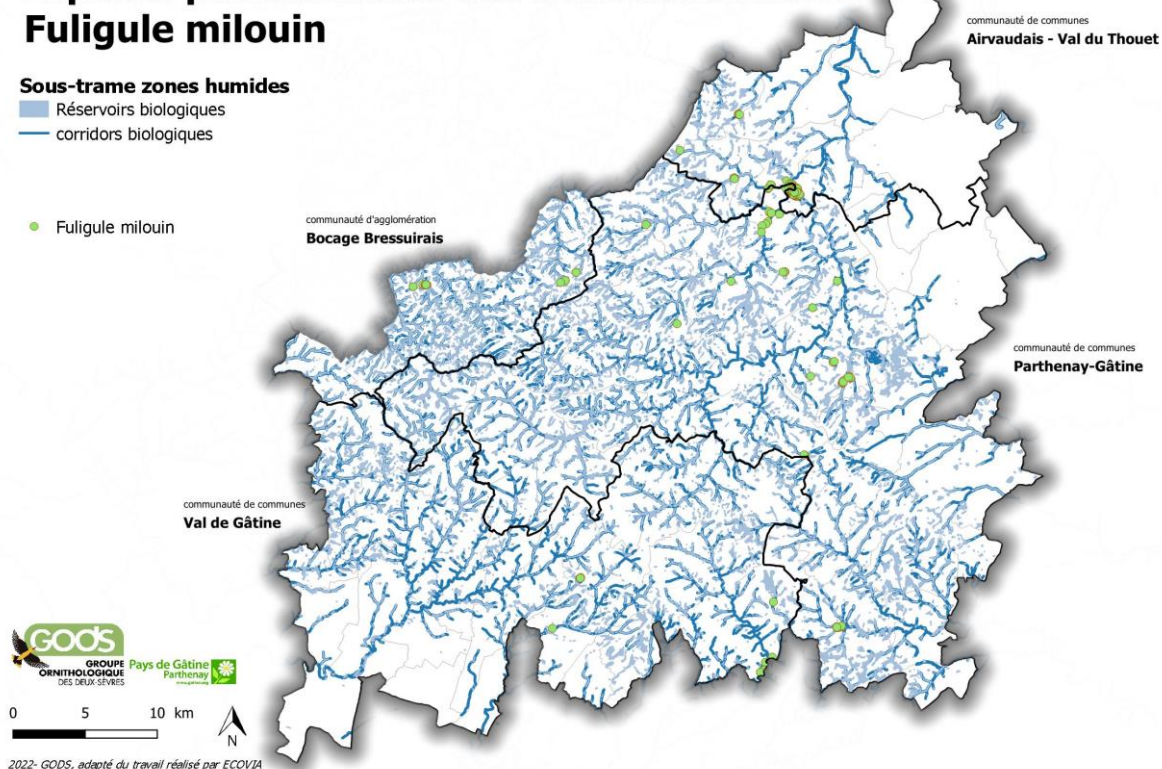 Fuligule milouin
communauté de communes
Airvaudais - Val du Thouet
Sous-trame zones humides
Réservoirs biologiques
corridors biologiques
Fuligule milouin
communauté d'agglomération
Bocage Bressuirais
communauté de communes
Parthenay-Gâtine
communauté de communes
Val de Gâtine
GODS
GROUPE
ORNITHOLOGIQUE
DES DEUX-SÈVRES
Pays de Gâtine
Parthenay
0 5 10 km
N
2022- GODS, adapté du travail réalisé par ECOVIA